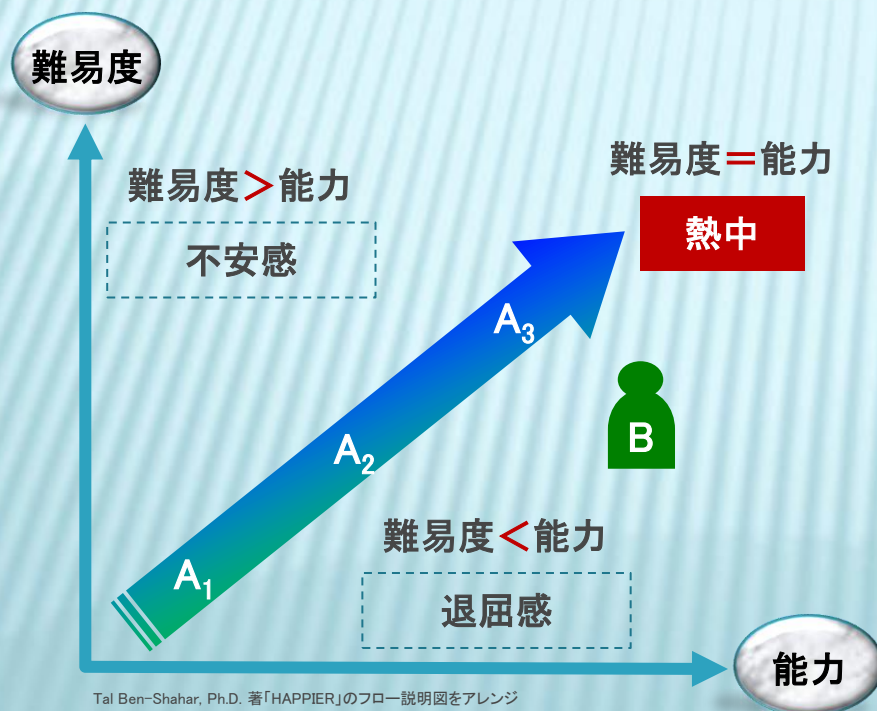 難易度
難易度＞能力
不安感
難易度＝能力
熱中
A3
B
A2
難易度＜能力
A1
退屈感
能力
Tal Ben-Shahar, Ph.D. 著｢HAPPIER｣のフロー説明図をアレンジ